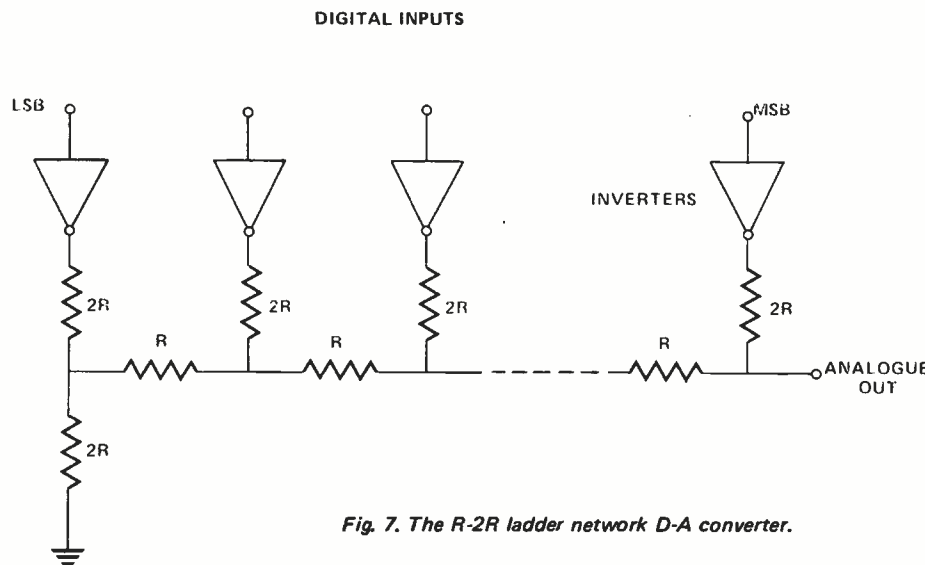 DIGITAL INPUTS
LSB
MSB
INVERTERS
2R
2R
2R
2R
R
R
R
ANALOGUE
OUT
2R
Fig. 7. The R-2R ladder network D-A converter.